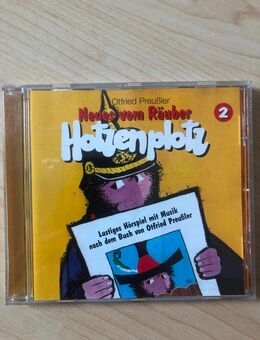 Otfried Preußler
Neues vom Räuber
Hotzenplotz
2
Lustiges Hörspiel mit Musik
nach dem Buch von Otfried Preußler